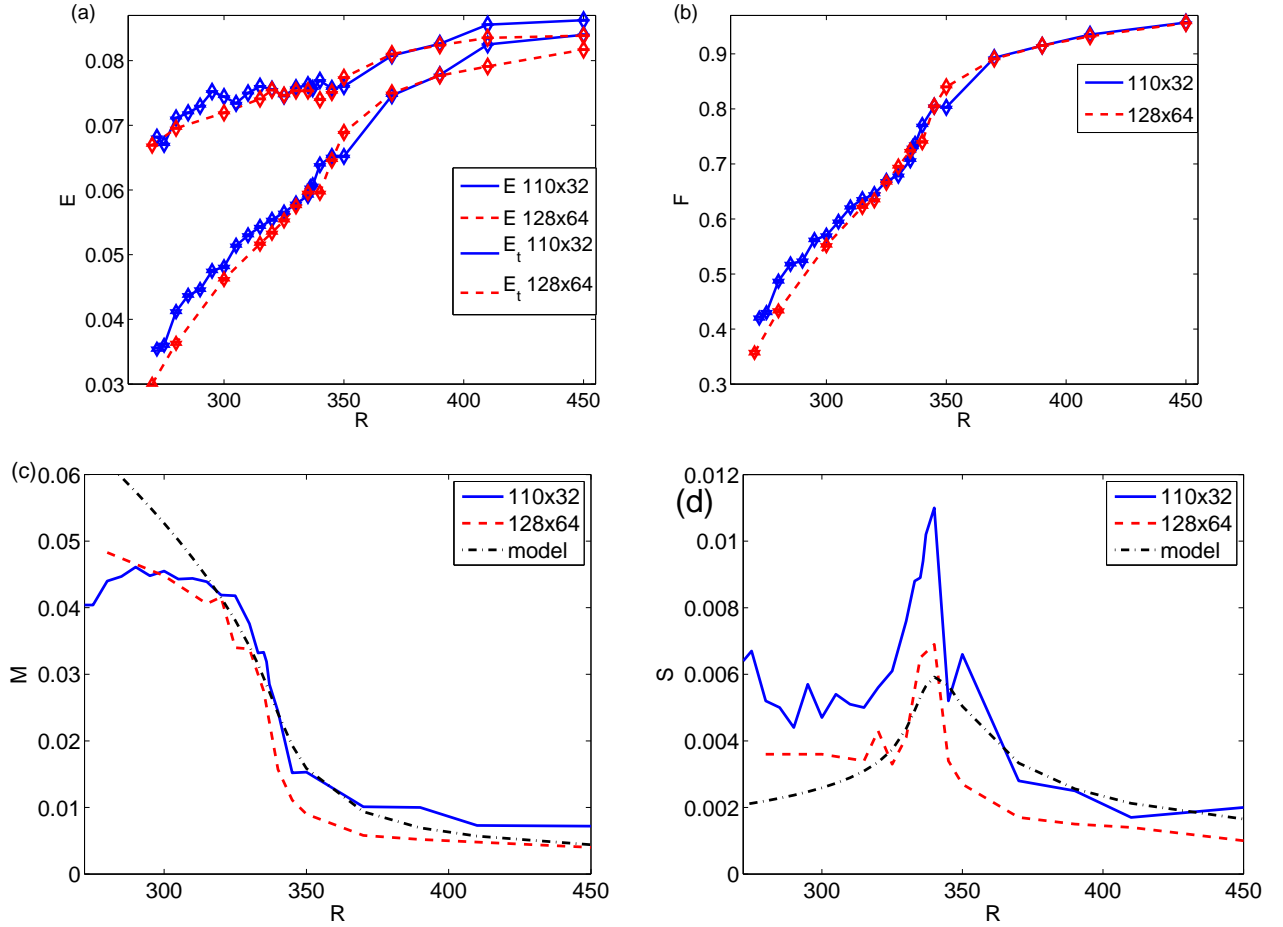 (a)
0.08
0.07
0.06
0.05
0.04
0.03
E
300
350
400
450
R
E 110x32
E 128x64
E_t 110x32
E_t 128x64
(b)
0.9
0.8
0.7
0.6
0.5
0.4
0.3
F
300
350
400
450
R
110x32
128x64
(c)
0.06
0.05
0.04
0.03
0.02
0.01
0
M
300
350
400
450
R
110x32
128x64
model
(d)
0.012
0.01
0.008
0.006
0.004
0.002
0
S
300
350
400
450
R
110x32
128x64
model